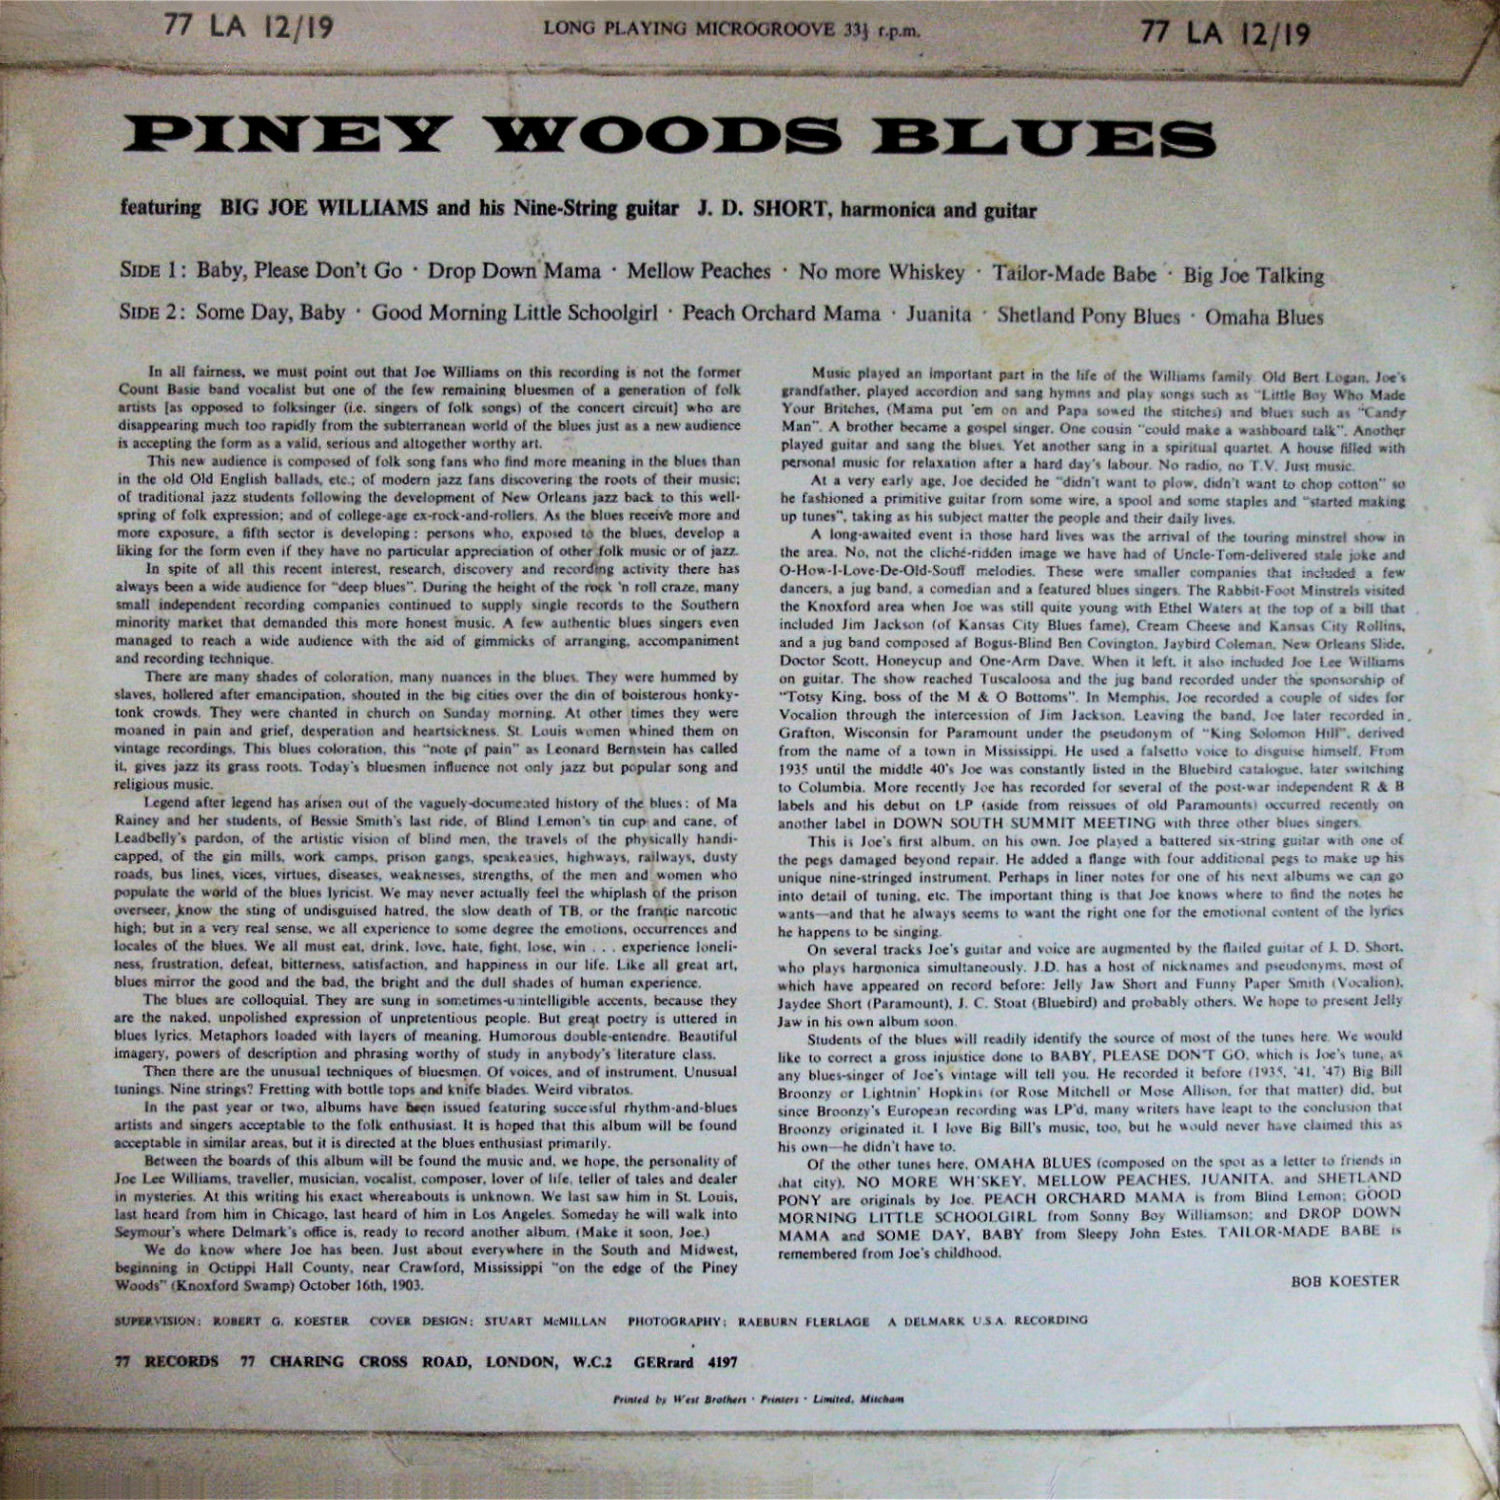 77 LA 12/19
LONG PLAYING MICROGROOVE 33⅓ r.p.m.
77 LA 12/19
PINEY WOODS BLUES
featuring BIG JOE WILLIAMS and his Nine-String guitar J. D. SHORT, harmonica and guitar
SIDE 1: Baby, Please Don't Go · Drop Down Mama · Mellow Peaches · No more Whiskey · Tailor-Made Babe · Big Joe Talking
SIDE 2: Some Day, Baby · Good Morning Little Schoolgirl · Peach Orchard Mama · Juanita · Shetland Pony Blues · Omaha Blues
In all fairness, we must point out that Joe Williams on this recording is not the former
Count Basie band vocalist but one of the few remaining bluesmen of a generation of folk
artists [as opposed to folksinger (i.e. singers of folk songs) of the concert circuit] who are
disappearing much too rapidly from the subterranean world of the blues just as a new audience
is accepting the form as a valid, serious and altogether worthy art.
This new audience is composed of folk song fans who find more meaning in the blues than
in the old Old English ballads, etc.; of modern jazz fans discovering the roots of their music;
of traditional jazz students following the development of New Orleans jazz back to this well-
spring of folk expression; and of college-age ex-rock-and-rollers. As the blues receive more and
more exposure, a fifth sector is developing: persons who, exposed to the blues, develop a
liking for the form even if they have no particular appreciation of other folk music or of jazz.
In spite of all this recent interest, research, discovery and recording activity there has
always been a wide audience for "deep blues". During the height of the rock 'n roll craze, many
small independent recording companies continued to supply single records to the Southern
minority market that demanded this more honest music. A few authentic blues singers even
managed to reach a wide audience with the aid of gimmicks of arranging, accompaniment
and recording technique.
There are many shades of coloration, many nuances in the blues. They were hummed by
slaves, hollered after emancipation, shouted in the big cities over the din of boisterous honky-
tonk crowds. They were chanted in church on Sunday morning. At other times they were
moaned in pain and grief, desperation and heartsickness. St. Louis women whined them on
vintage recordings. This blues coloration, this "note of pain" as Leonard Bernstein has called
it, gives jazz its grass roots. Today's bluesmen influence not only jazz but popular song and
religious music.
Legend after legend has arisen out of the vaguely-documented history of the blues: of Ma
Rainey and her students, of Bessie Smith's last ride, of Blind Lemon's tin cup and cane, of
Leadbelly's pardon, of the artistic vision of blind men, the travels of the physically handi-
capped, of the gin mills, work camps, prison gangs, speakeasies, highways, railways, dusty
roads, bus lines, vices, virtues, diseases, weaknesses, strengths, of the men and women who
populate the world of the blues lyricist. We may never actually feel the whiplash of the prison
overseer, know the sting of undisguised hatred, the slow death of TB, or the frantic narcotic
high; but in a very real sense, we all experience to some degree the emotions, occurrences and
locales of the blues. We all must eat, drink, love, hate, fight, lose, win . . . experience loneli-
ness, frustration, defeat, bitterness, satisfaction, and happiness in our life. Like all great art,
blues mirror the good and the bad, the bright and the dull shades of human experience.
The blues are colloquial. They are sung in sometimes-unintelligible accents, because they
are the naked, unpolished expression of unpretentious people. But great poetry is uttered in
blues lyrics. Metaphors loaded with layers of meaning. Humorous double-entendre. Beautiful
imagery, powers of description and phrasing worthy of study in anybody's literature class.
Then there are the unusual techniques of bluesmen. Of voices, and of instrument. Unusual
tunings. Nine strings? Fretting with bottle tops and knife blades. Weird vibratos.
In the past year or two, albums have been issued featuring successful rhythm-and-blues
artists and singers acceptable to the folk enthusiast. It is hoped that this album will be found
acceptable in similar areas, but it is directed at the blues enthusiast primarily.
Between the boards of this album will be found the music and, we hope, the personality of
Joe Lee Williams, traveller, musician, vocalist, composer, lover of life, teller of tales and dealer
in mysteries. At this writing his exact whereabouts is unknown. We last saw him in St. Louis,
last heard from him in Chicago, last heard of him in Los Angeles. Someday he will walk into
Seymour's where Delmark's office is, ready to record another album. (Make it soon, Joe.)
We do know where Joe has been. Just about everywhere in the South and Midwest,
beginning in Octippi Hall County, near Crawford, Mississippi "on the edge of the Piney
Woods" (Knoxford Swamp) October 16th, 1903.
Music played an important part in the life of the Williams family. Old Bert Logan, Joe's
grandfather, played accordion and sang hymns and play songs such as "Little Boy Who Made
Your Britches, (Mama put 'em on and Papa sowed the stitches) and blues such as "Candy
Man". A brother became a gospel singer. One cousin "could make a washboard talk". Another
played guitar and sang the blues. Yet another sang in a spiritual quartet. A house filled with
personal music for relaxation after a hard day's labour. No radio, no T.V. Just music.
At a very early age, Joe decided he "didn't want to plow, didn't want to chop cotton" so
he fashioned a primitive guitar from some wire, a spool and some staples and "started making
up tunes", taking as his subject matter the people and their daily lives.
A long-awaited event in those hard lives was the arrival of the touring minstrel show in
the area. No, not the cliché-ridden image we have had of Uncle-Tom-delivered stale joke and
O-How-I-Love-De-Old-Souff melodies. These were smaller companies that included a few
dancers, a jug band, a comedian and a featured blues singers. The Rabbit-Foot Minstrels visited
the Knoxford area when Joe was still quite young with Ethel Waters at the top of a bill that
included Jim Jackson (of Kansas City Blues fame), Cream Cheese and Kansas City Rollins,
and a jug band composed af Bogus-Blind Ben Covington, Jaybird Coleman, New Orleans Slide,
Doctor Scott, Honeycup and One-Arm Dave. When it left, it also included Joe Lee Williams
on guitar. The show reached Tuscaloosa and the jug band recorded under the sponsorship of
"Totsy King, boss of the M & O Bottoms". In Memphis, Joe recorded a couple of sides for
Vocalion through the intercession of Jim Jackson. Leaving the band, Joe later recorded in
Grafton, Wisconsin for Paramount under the pseudonym of "King Solomon Hill", derived
from the name of a town in Mississippi. He used a falsetto voice to disguise himself. From
1935 until the middle 40's Joe was constantly listed in the Bluebird catalogue, later switching
to Columbia. More recently Joe has recorded for several of the post-war independent R & B
labels and his debut on LP (aside from reissues of old Paramounts) occurred recently on
another label in DOWN SOUTH SUMMIT MEETING with three other blues singers.
This is Joe's first album, on his own. Joe played a battered six-string guitar with one of
the pegs damaged beyond repair. He added a flange with four additional pegs to make up his
unique nine-stringed instrument. Perhaps in liner notes for one of his next albums we can go
into detail of tuning, etc. The important thing is that Joe knows where to find the notes he
wants—and that he always seems to want the right one for the emotional content of the lyrics
he happens to be singing.
On several tracks Joe's guitar and voice are augmented by the flailed guitar of J. D. Short,
who plays harmonica simultaneously. J.D. has a host of nicknames and pseudonyms, most of
which have appeared on record before: Jelly Jaw Short and Funny Paper Smith (Vocalion),
Jaydee Short (Paramount), J. C. Stoat (Bluebird) and probably others. We hope to present Jelly
Jaw in his own album soon.
Students of the blues will readily identify the source of most of the tunes here. We would
like to correct a gross injustice done to BABY, PLEASE DON'T GO, which is Joe's tune, as
any blues-singer of Joe's vintage will tell you. He recorded it before (1935, '41, '47) Big Bill
Broonzy or Lightnin' Hopkins (or Rose Mitchell or Mose Allison, for that matter) did, but
since Broonzy's European recording was LP'd, many writers have leapt to the conclusion that
Broonzy originated it. I love Big Bill's music, too, but he would never have claimed this as
his own—he didn't have to.
Of the other tunes here, OMAHA BLUES (composed on the spot as a letter to friends in
that city), NO MORE WHISKEY, MELLOW PEACHES, JUANITA, and SHETLAND
PONY are originals by Joe. PEACH ORCHARD MAMA is from Blind Lemon; GOOD
MORNING LITTLE SCHOOLGIRL from Sonny Boy Williamson; and DROP DOWN
MAMA and SOME DAY, BABY from Sleepy John Estes. TAILOR-MADE BABE is
remembered from Joe's childhood.
BOB KOESTER
SUPERVISION: ROBERT G. KOESTER COVER DESIGN: STUART McMILLAN PHOTOGRAPHY: RAEBURN FLERLAGE A DELMARK U.S.A. RECORDING
77 RECORDS 77 CHARING CROSS ROAD, LONDON, W.C.2 GERrard 4197
Printed by West Brothers · Printers · Limited, Mitcham